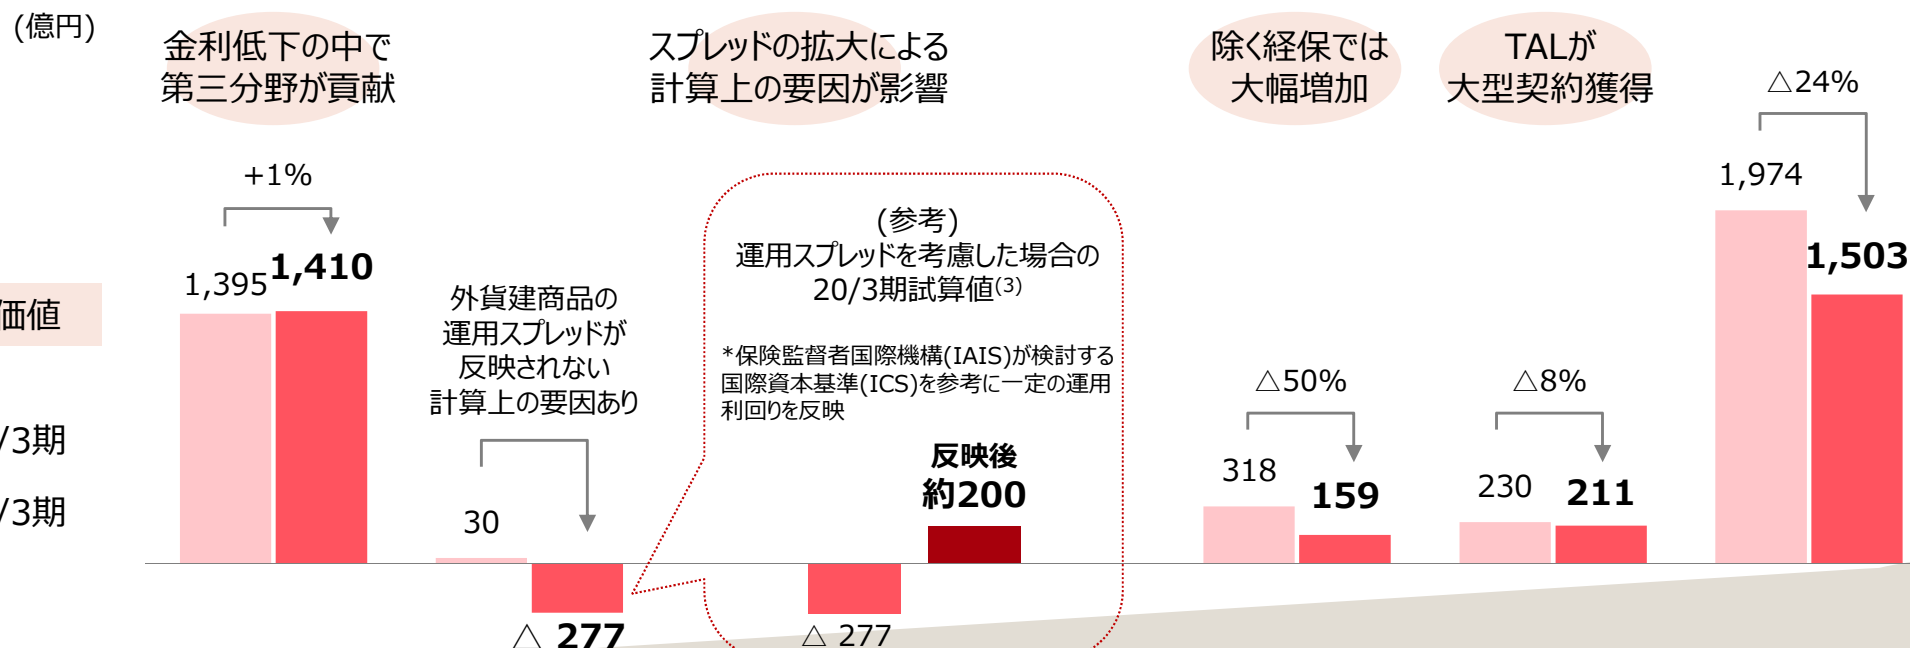 (億円)
金利低下の中で
第三分野が貢献
スプレッドの拡大による
計算上の要因が影響
除く経保では
大幅増加
TALが
大型契約獲得
△24%
+1%
1,974
1,395
1,410
1,503
価値
外貨建商品の
運用スプレッドが
反映されない
計算上の要因あり
(参考)
運用スプレッドを考慮した場合の
20/3期試算値(3)
*保険監督者国際機構(IAIS)が検討する
国際資本基準(ICS)を参考に一定の運用
利回りを反映
△50%
△8%
/3期
/3期
30
反映後
約200
318
159
230
211
△ 277
△ 277